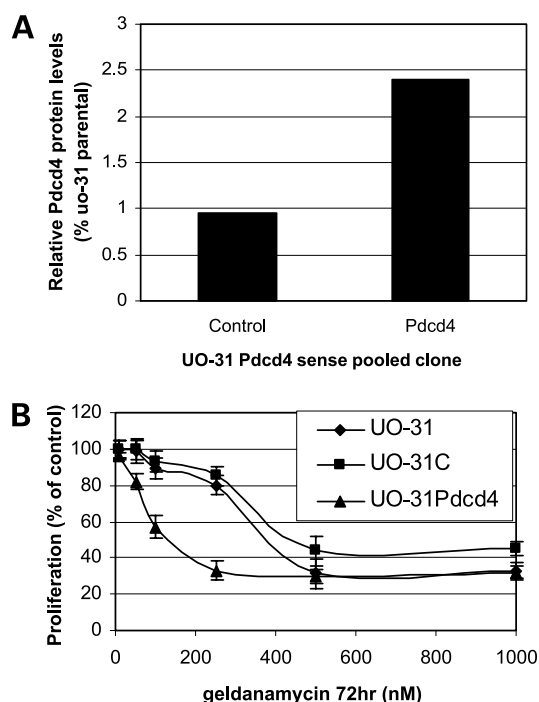 A
Relative Pdcd4 protein levels
(% uo-31 parental)
3
2.5
2
1.5
1
0.5
0
Control
Pdcd4
UO-31 Pdcd4 sense pooled clone
B
Proliferation (% of control)
120
100
80
60
40
20
0
UO-31
UO-31C
UO-31Pdcd4
0
200
400
600
800
1000
geldanamycin 72hr (nM)